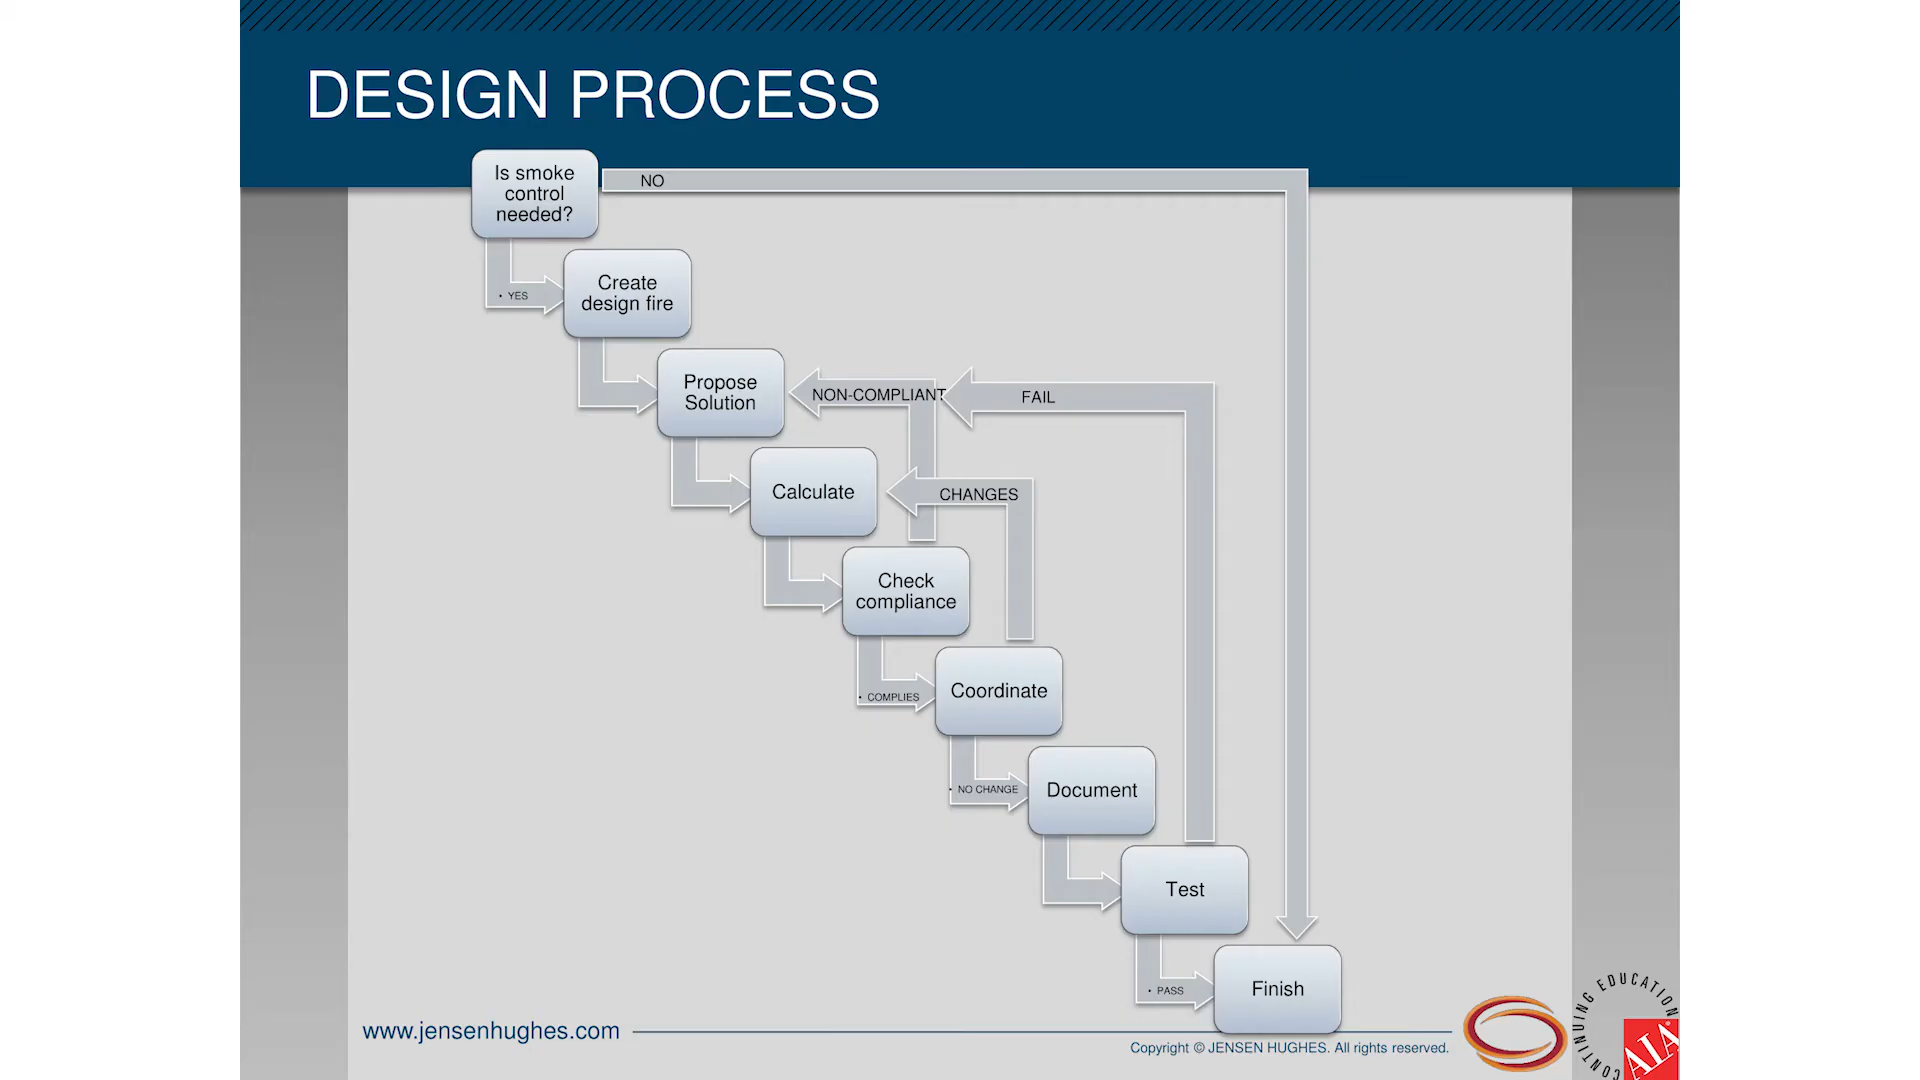 DESIGN PROCESS
Is smoke
control
needed?
NO
• YES
Create
design fire
Propose
Solution
NON-COMPLIANT
FAIL
Calculate
CHANGES
Check
compliance
• COMPLIES
Coordinate
• NO CHANGE
Document
Test
• PASS
Finish
www.jensenhughes.com
Copyright © JENSEN HUGHES. All rights reserved.
CONTINUING EDUCATION
AIA